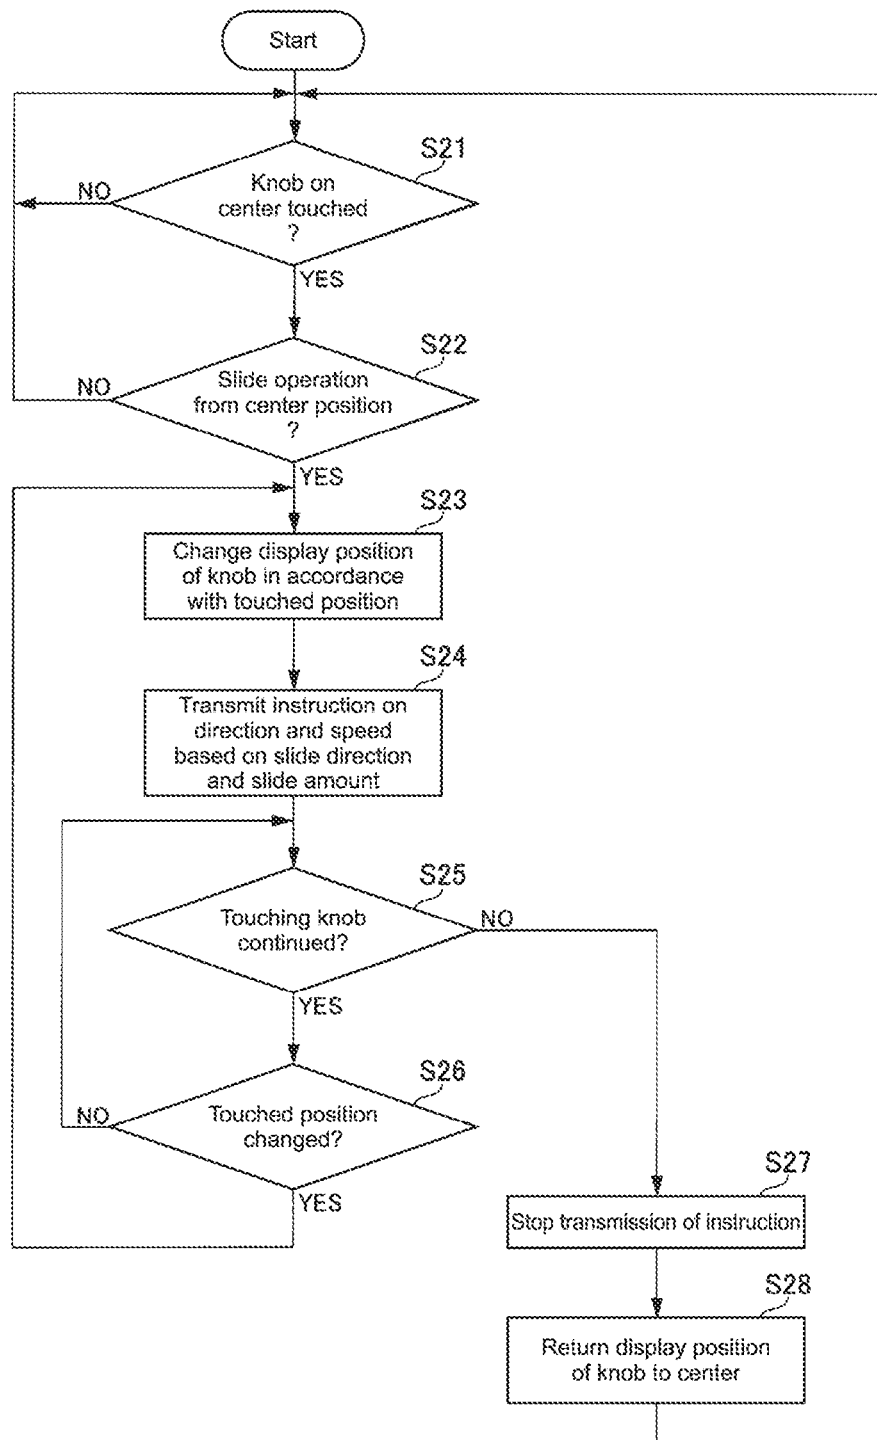 Start
S21
NO
Knob on
center touched
?
YES
S22
NO
Slide operation
from center position
?
YES
S23
Change display position
of knob in accordance
with touched position
S24
Transmit instruction on
direction and speed
based on slide direction
and slide amount
S25
Touching knob
continued?
NO
YES
S26
NO
Touched position
changed?
YES
S27
Stop transmission of instruction
S28
Return display position
of knob to center